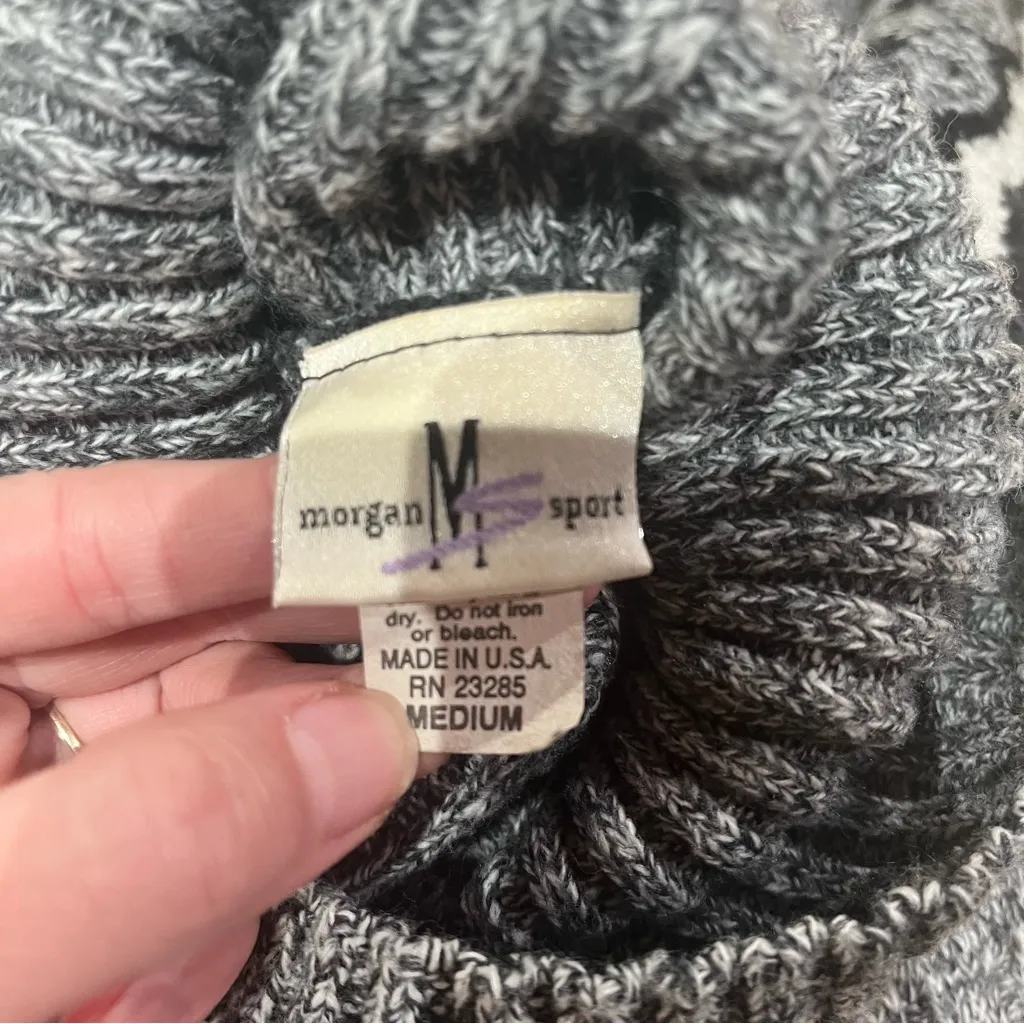 morgan M S sport
dry. Do not iron
or bleach.
MADE IN U.S.A.
RN 23285
MEDIUM